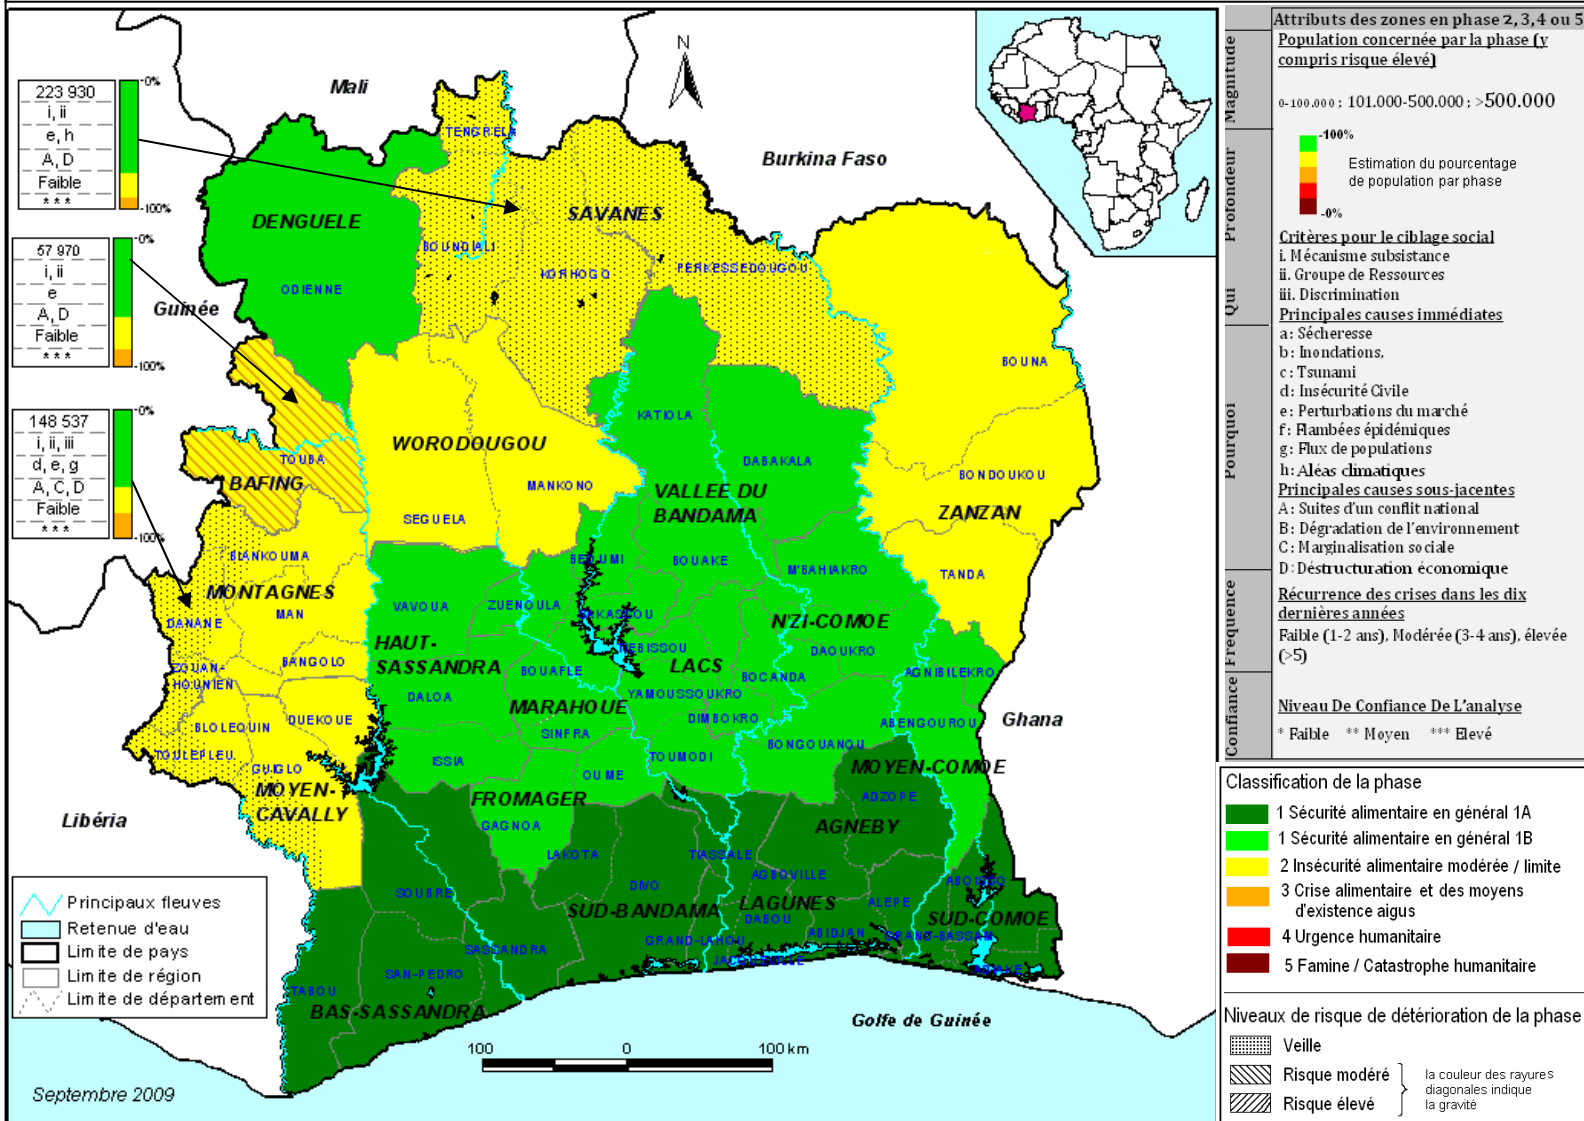 223 930
i, ii
e, h
A, D
Faible
***
-0%
-100%
57 970
i, ii
e
A, D
Faible
***
-0%
-100%
148 537
i, ii, iii
d, e, g
A, C, D
Faible
***
-0%
-100%
N
Mali
Burkina Faso
Guinée
Libéria
Ghana
Golfe de Guinée
TENGRELA
DENGUELE
SAVANES
BOUNDIALI
KORHOGO
FERKESSEDOUGOU
ODIENNE
BOUNA
KATIOLA
WORODOUGOU
TOUBA
BAFING
DABAKALA
BONDOUKOU
MANKONO
VALLEE DU
BANDAMA
ZANZAN
SEGUELA
BIANKOUMA
BEOUMI
BOUAKE
M'BAHIAKRO
TANDA
MONTAGNES
MAN
DANANE
VAVOUA
ZUENOULA
SAKASSOU
N'ZI-COMOE
HAUT-
SASSANDRA
TIEBISSOU
DAOUKRO
BANGOLO
ZOUAN-
HOUNIEN
BOUAFLE
LACS
BOCANDA
AGNIBILEKRO
DALOA
YAMOUSSOUKRO
MARAHOUE
DIMBOKRO
BLOLEQUIN
DUEKOUE
SINFRA
ABENGOUROU
BONGOUANOU
TOULEPLEU
GUIGLO
ISSIA
OUME
TOUMODI
MOYEN-COMOE
MOYEN-
CAVALLY
FROMAGER
ADZOPE
GAGNOA
AGNEBY
LAKOTA
TIASSALE
AGBOVILLE
ABOISSO
SOUBRE
DIVO
LAGUNES
ALEPE
SUD-BANDAMA
DABOU
SUD-COMOE
ABIDJAN
GRAND-BASSAM
SASSANDRA
GRAND-LAHOU
JACQUEVILLE
ADIAKE
SAN-PEDRO
TABOU
BAS-SASSANDRA
Principaux fleuves
Retenue d'eau
Limite de pays
Limite de région
Limite de département
100 0 100 km
Septembre 2009
Attributs des zones en phase 2,3,4 ou 5
Magnitude
Population concernée par la phase (y
compris risque élevé)
0-100.000 ; 101.000-500.000 ; >500.000
Profondeur
-100%
Estimation du pourcentage
de population par phase
-0%
Qui
Critères pour le ciblage social
i. Mécanisme subsistance
ii. Groupe de Ressources
iii. Discrimination
Pourquoi
Principales causes immédiates
a: Sécheresse
b: Inondations,
c: Tsunami
d: Insécurité Civile
e: Perturbations du marché
f: Flambées épidémiques
g: Flux de populations
h: Aléas climatiques
Principales causes sous-jacentes
A: Suites d'un conflit national
B: Dégradation de l'environnement
C: Marginalisation sociale
D: Déstructuration économique
Frequence
Récurrence des crises dans les dix
dernières années
Faible (1-2 ans), Modérée (3-4 ans), élevée
(>5)
Confiance
Niveau De Confiance De L'analyse
* Faible ** Moyen *** Elevé
Classification de la phase
1 Sécurité alimentaire en général 1A
1 Sécurité alimentaire en général 1B
2 Insécurité alimentaire modérée / limite
3 Crise alimentaire et des moyens
d'existence aigus
4 Urgence humanitaire
5 Famine / Catastrophe humanitaire
Niveaux de risque de détérioration de la phase
Veille
Risque modéré
Risque élevé
la couleur des rayures
diagonales indique
la gravité